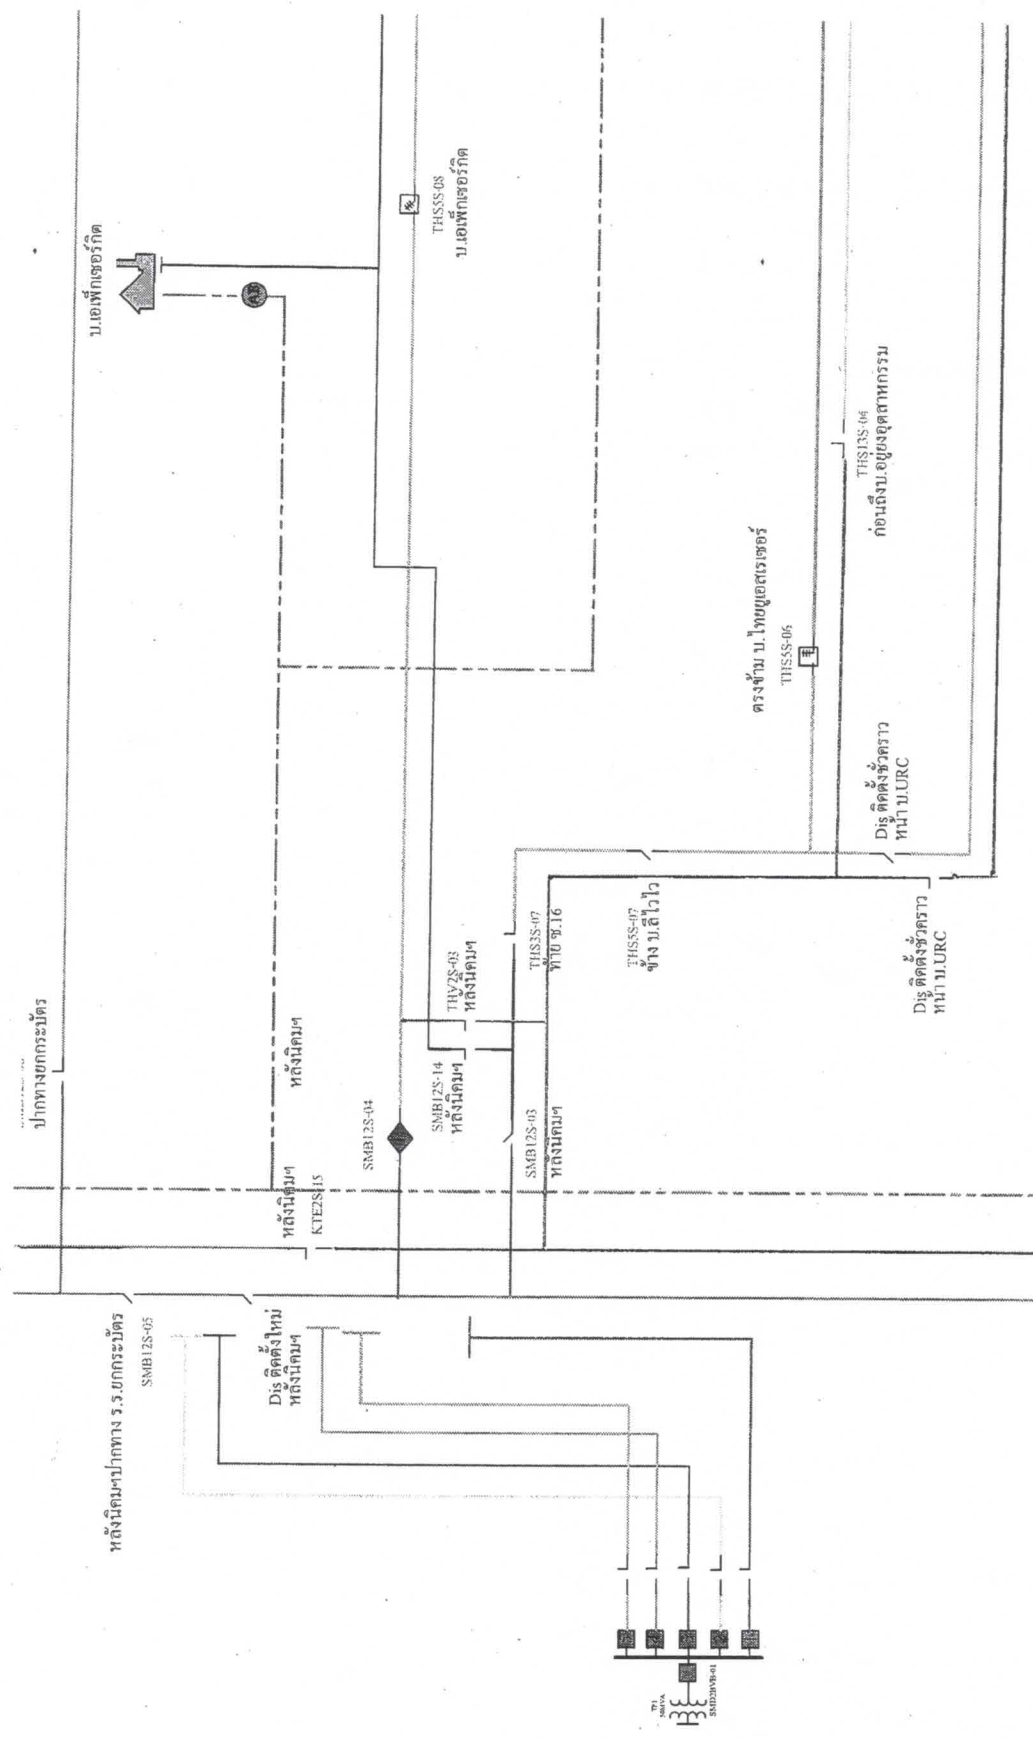 บ.เอเพ็กเซอร์กิต
THS5S-08
บ.เอเพ็กเซอร์กิต
AB
ปากทางยกกระบัตร
หลังนิคมฯ
หลังนิคมฯ
KTE2S-15
SMB12S-04
THV2S-03
หลังนิคมฯ
SMB12S-14
หลังนิคมฯ
SMB12S-03
หลังนิคมฯ
THS3S-07
ท้าย ซ.16
THS5S-07
ข้าง บ.ลีไวไว
ตรงข้าม บ.ไทยยูเอสเรเซอร์
THS5S-06
THS13S-04
ก่อนถึงบ.อยู่ยงอุตสาหกรรม
Dis ติดตั้งชั่วคราว
หน้า บ.URC
Dis ติดตั้งชั่วคราว
หน้า บ.URC
หลังนิคมฯปากทาง ร.ร.ยกกระบัตร
SMB12S-05
Dis ติดตั้งใหม่
หลังนิคมฯ
TP1
50MVA
SMD2BVB-01